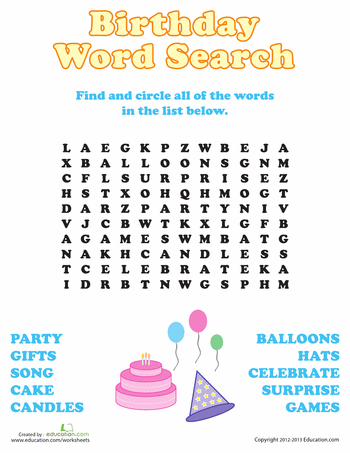 Birthday
Word Search
Find and circle all of the words
in the list below.
L A E G K P Z W B E J A
X B A L L O O N S G N M
C F L S U R P R I S E Z
H S T X O H Q H M O G T
D A R Z P A R T Y N I V
V J C B W T K X L G F B
A G A M E S W M B A T G
N A K H C A N D L E S S
T C E L E B R A T E K A
I D R B T N W G S P H M
PARTY
GIFTS
SONG
CAKE
CANDLES
BALLOONS
HATS
CELEBRATE
SURPRISE
GAMES
Created by : education.com
www.education.com/worksheets
Copyright 2012-2013 Education.com